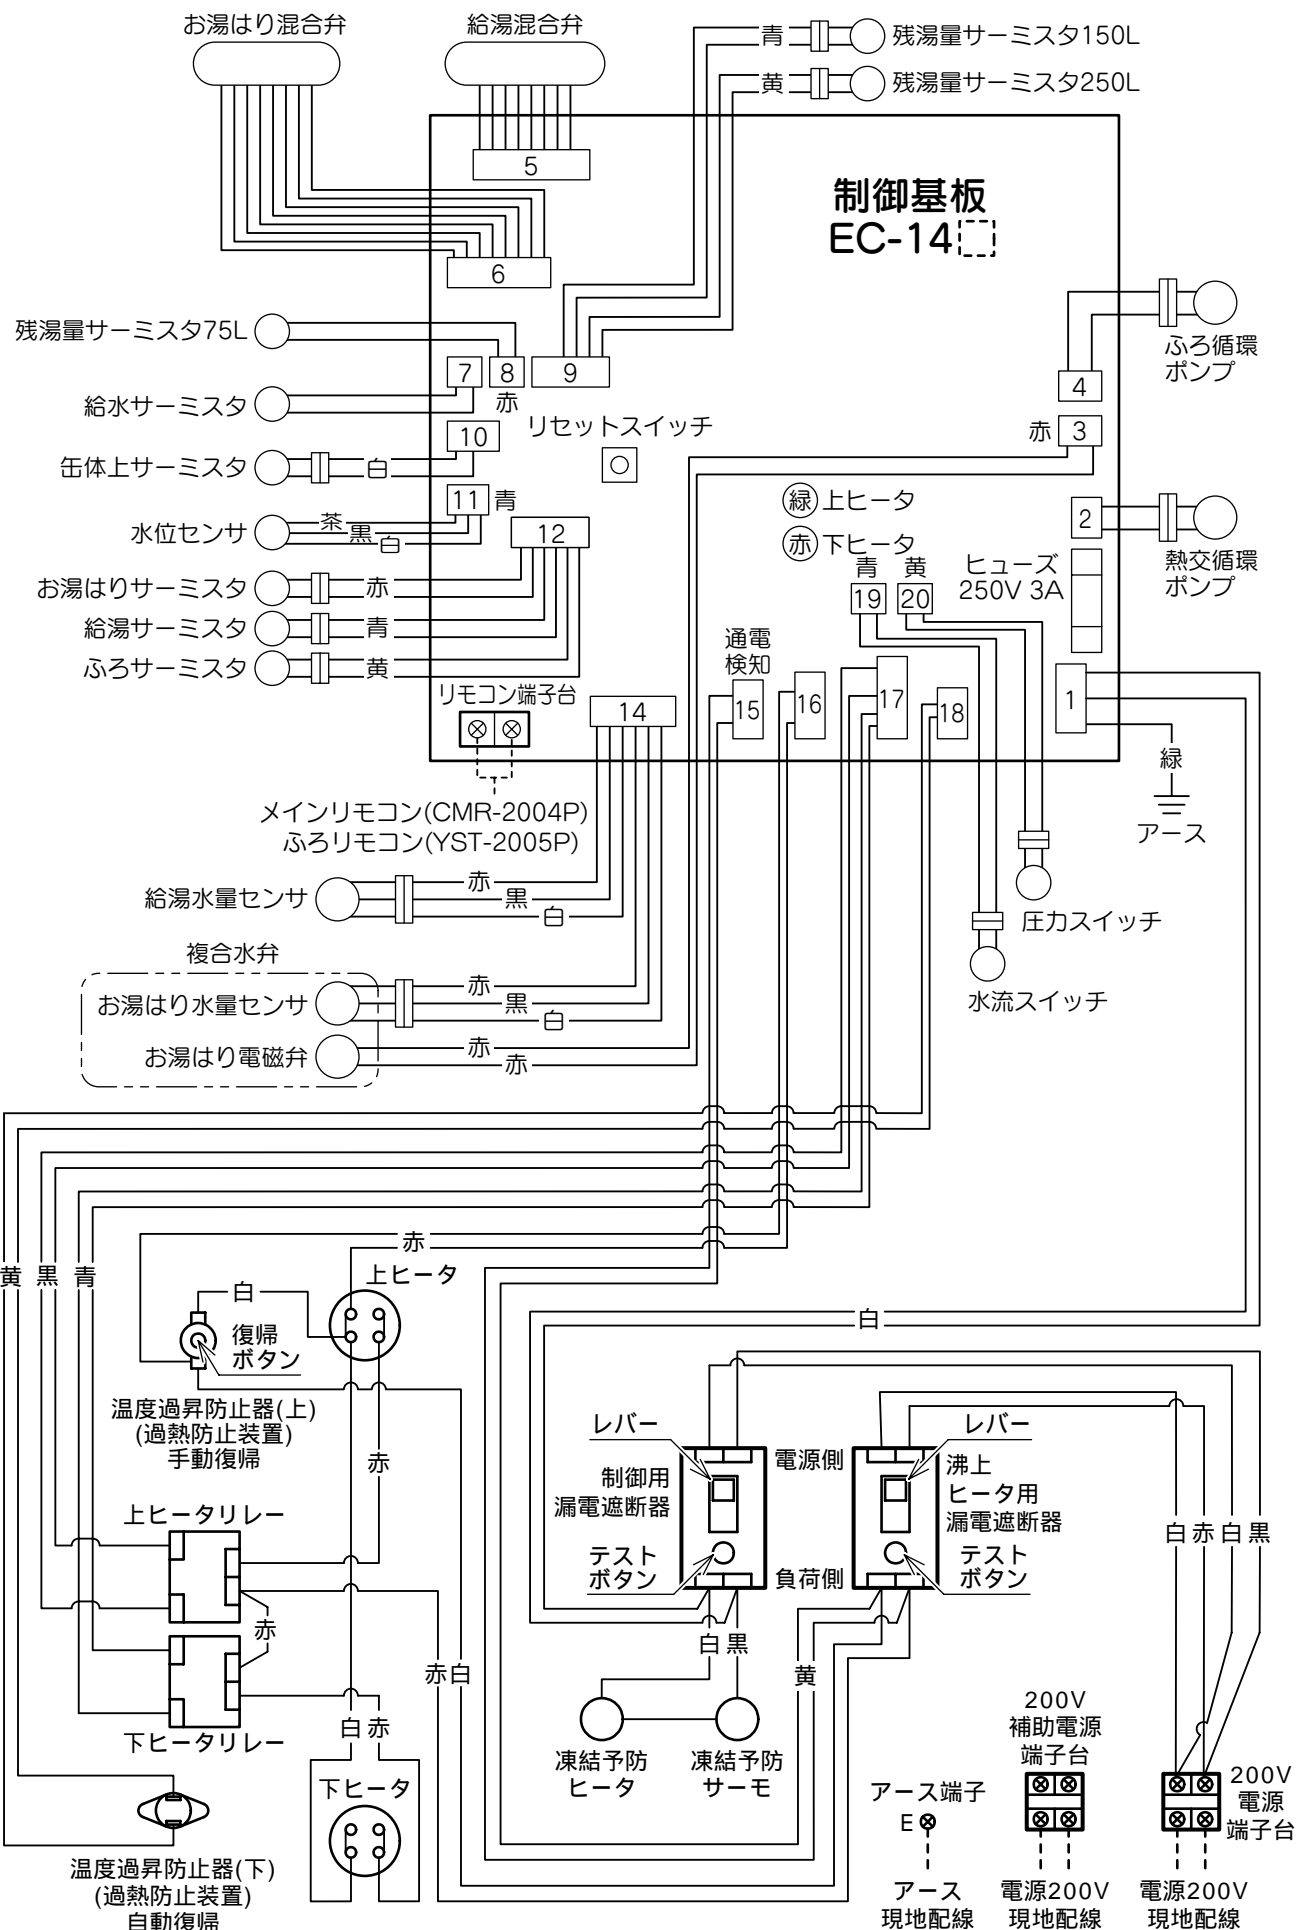 お湯はり混合弁
給湯混合弁
青
残湯量サーミスタ150L
黄
残湯量サーミスタ250L
5
制御基板
EC-14
6
残湯量サーミスタ75L
7
8
9
赤
ふろ循環
ポンプ
4
給水サーミスタ
リセットスイッチ
赤
3
10
缶体上サーミスタ
白
11
青
緑
上ヒータ
2
水位センサ
茶
黒
白
12
赤
下ヒータ
熱交循環
ポンプ
青
黄
ヒューズ
250V 3A
19
20
お湯はりサーミスタ
赤
給湯サーミスタ
青
ふろサーミスタ
黄
通電
検知
リモコン端子台
14
15
16
17
18
1
緑
アース
メインリモコン(CMR-2004P)
ふろリモコン(YST-2005P)
給湯水量センサ
赤
黒
白
圧力スイッチ
複合水弁
お湯はり水量センサ
赤
黒
白
水流スイッチ
お湯はり電磁弁
赤
赤
黄
黒
青
赤
上ヒータ
白
白
復帰
ボタン
温度過昇防止器(上)
(過熱防止装置)
手動復帰
赤
レバー
電源側
レバー
制御用
漏電遮断器
沸上
ヒータ用
漏電遮断器
上ヒータリレー
白
赤
白
黒
テスト
ボタン
負荷側
テスト
ボタン
赤
白
黒
赤
白
黄
下ヒータリレー
白
赤
凍結予防
ヒータ
凍結予防
サーモ
200V
補助電源
端子台
下ヒータ
アース端子
E
200V
電源
端子台
温度過昇防止器(下)
(過熱防止装置)
自動復帰
アース
現地配線
電源200V
現地配線
電源200V
現地配線